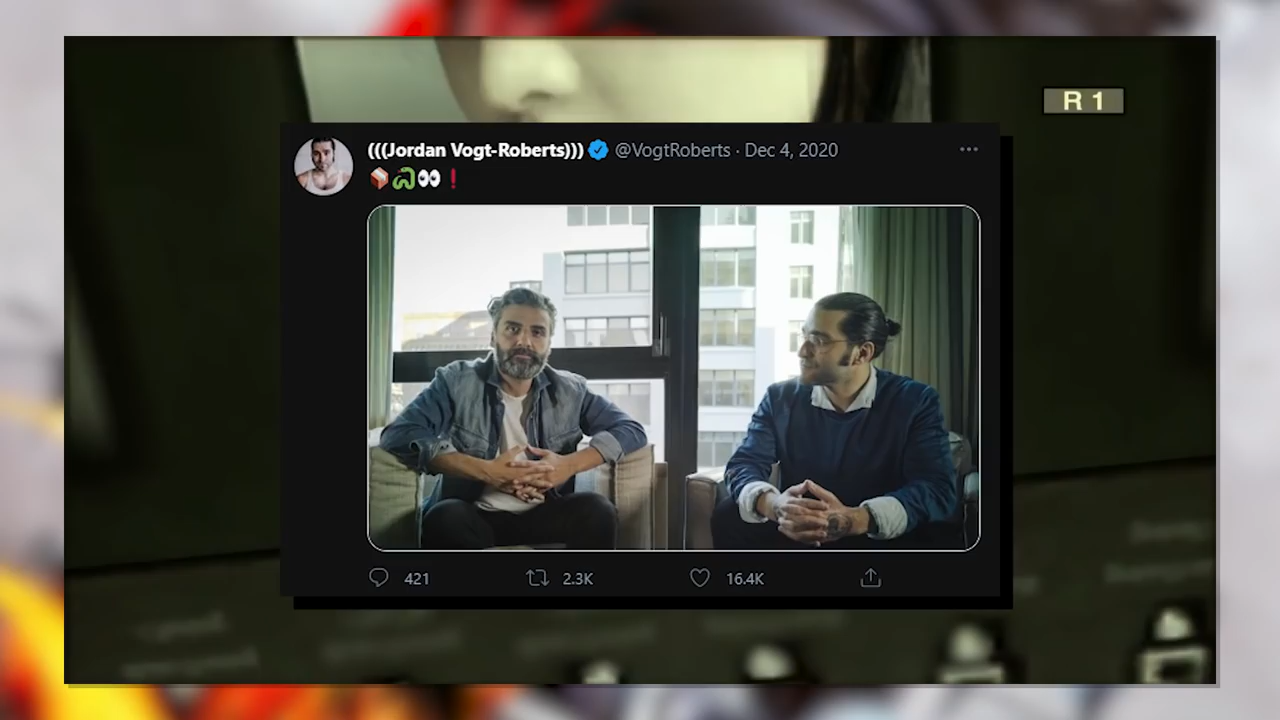 R 1
(((Jordan Vogt-Roberts))) @VogtRoberts · Dec 4, 2020
📦🐍👀❗
421 2.3K 16.4K